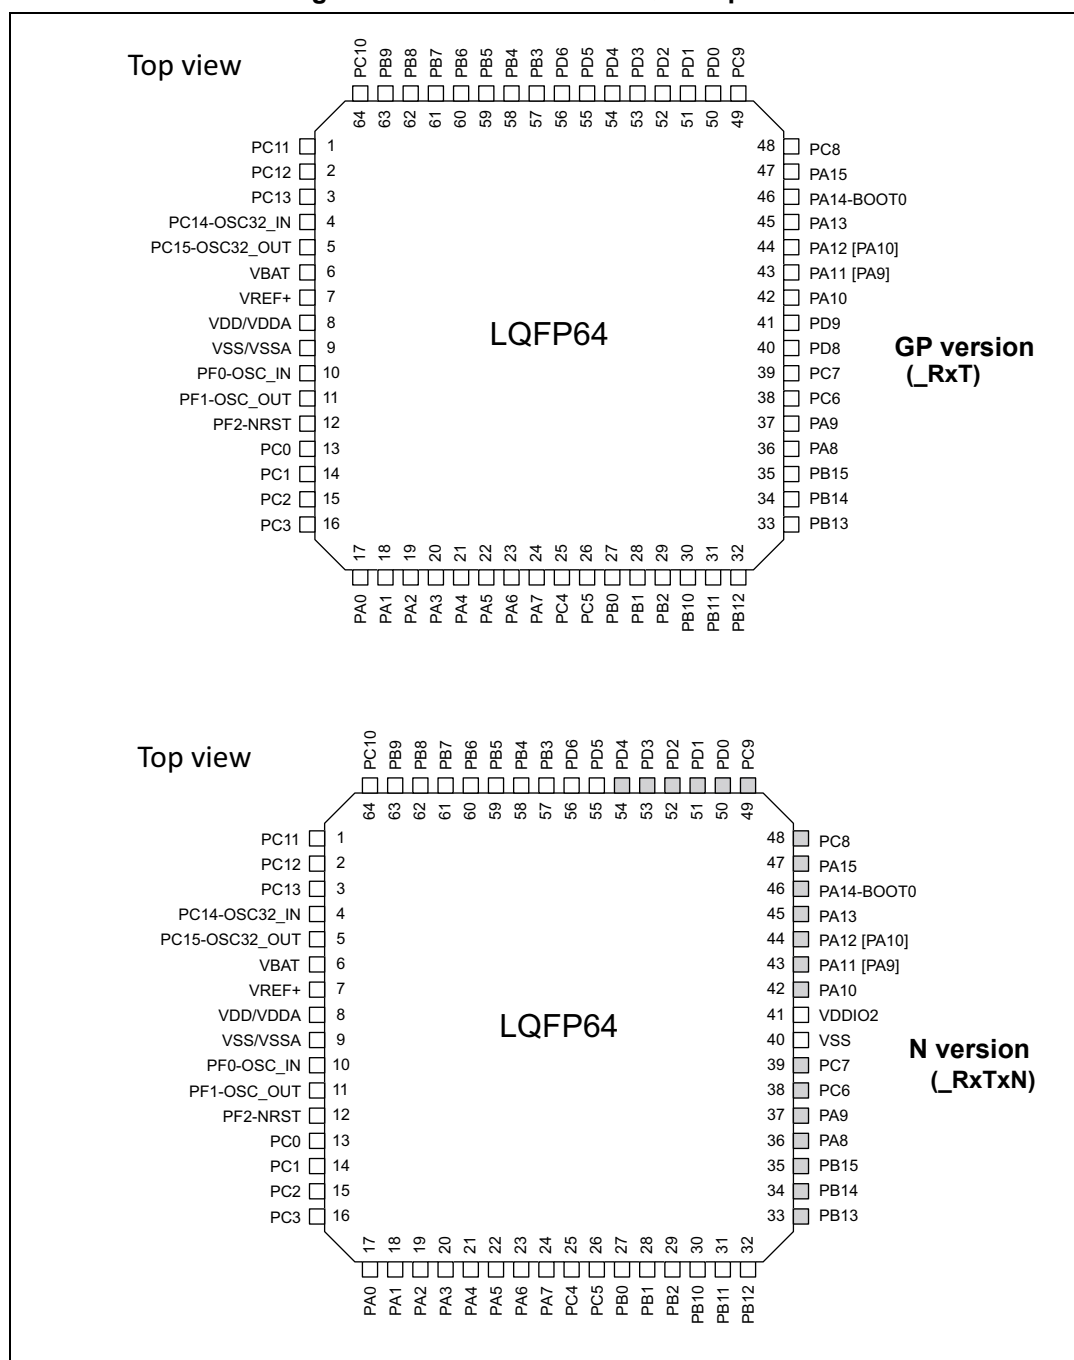 Top view
PC10 PB9 PB8 PB7 PB6 PB5 PB4 PB3 PD6 PD5 PD4 PD3 PD2 PD1 PD0 PC9
64 63 62 61 60 59 58 57 56 55 54 53 52 51 50 49
PC11 1 48 PC8
PC12 2 47 PA15
PC13 3 46 PA14-BOOT0
PC14-OSC32_IN 4 45 PA13
PC15-OSC32_OUT 5 44 PA12 [PA10]
VBAT 6 43 PA11 [PA9]
VREF+ 7 42 PA10
VDD/VDDA 8 41 PD9
VSS/VSSA 9 40 PD8
PF0-OSC_IN 10 39 PC7
PF1-OSC_OUT 11 38 PC6
PF2-NRST 12 37 PA9
PC0 13 36 PA8
PC1 14 35 PB15
PC2 15 34 PB14
PC3 16 33 PB13
LQFP64
GP version
(_RxT)
17 18 19 20 21 22 23 24 25 26 27 28 29 30 31 32
PA0 PA1 PA2 PA3 PA4 PA5 PA6 PA7 PC4 PC5 PB0 PB1 PB2 PB10 PB11 PB12
Top view
PC10 PB9 PB8 PB7 PB6 PB5 PB4 PB3 PD6 PD5 PD4 PD3 PD2 PD1 PD0 PC9
64 63 62 61 60 59 58 57 56 55 54 53 52 51 50 49
PC11 1 48 PC8
PC12 2 47 PA15
PC13 3 46 PA14-BOOT0
PC14-OSC32_IN 4 45 PA13
PC15-OSC32_OUT 5 44 PA12 [PA10]
VBAT 6 43 PA11 [PA9]
VREF+ 7 42 PA10
VDD/VDDA 8 41 VDDIO2
VSS/VSSA 9 40 VSS
PF0-OSC_IN 10 39 PC7
PF1-OSC_OUT 11 38 PC6
PF2-NRST 12 37 PA9
PC0 13 36 PA8
PC1 14 35 PB15
PC2 15 34 PB14
PC3 16 33 PB13
LQFP64
N version
(_RxTxN)
17 18 19 20 21 22 23 24 25 26 27 28 29 30 31 32
PA0 PA1 PA2 PA3 PA4 PA5 PA6 PA7 PC4 PC5 PB0 PB1 PB2 PB10 PB11 PB12